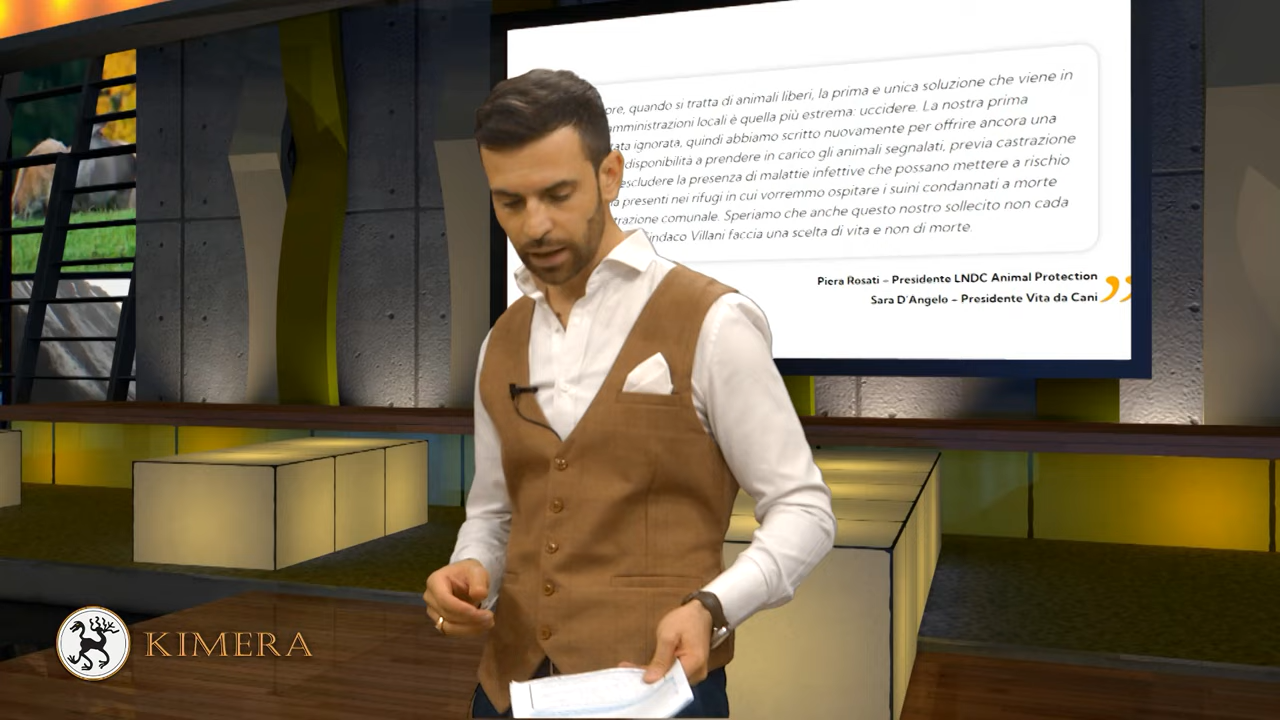 pre, quando si tratta di animali liberi, la prima e unica soluzione che viene in
amministrazioni locali è quella più estrema: uccidere. La nostra prima
tata ignorata, quindi abbiamo scritto nuovamente per offrire ancora una
disponibilità a prendere in carico gli animali segnalati, previa castrazione
escludere la presenza di malattie infettive che possano mettere a rischio
presenti nei rifugi in cui vorremmo ospitare i suini condannati a morte
trazione comunale. Speriamo che anche questo nostro sollecito non cada
Sindaco Villani faccia una scelta di vita e non di morte.
Piera Rosati – Presidente LNDC Animal Protection
Sara D'Angelo – Presidente Vita da Cani
KIMERA